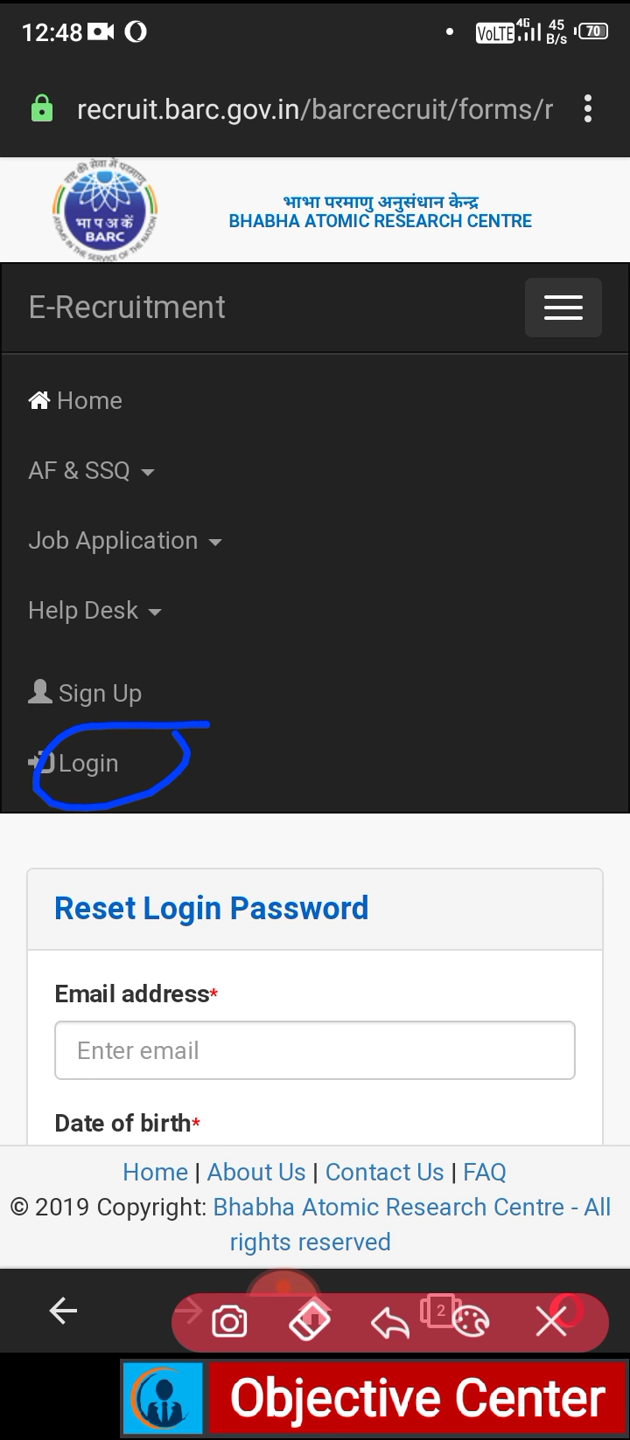 12:48
VoLTE 4G 45 B/s 70
recruit.barc.gov.in/barcrecruit/forms/r
राष्ट्र की सेवा में परमाणु
भा प अ कें
BARC
ATOMS IN THE SERVICE OF THE NATION
भाभा परमाणु अनुसंधान केन्द्र
BHABHA ATOMIC RESEARCH CENTRE
E-Recruitment
Home
AF & SSQ
Job Application
Help Desk
Sign Up
Login
Reset Login Password
Email address*
Enter email
Date of birth*
Home | About Us | Contact Us | FAQ
© 2019 Copyright: Bhabha Atomic Research Centre - All
rights reserved
2
Objective Center